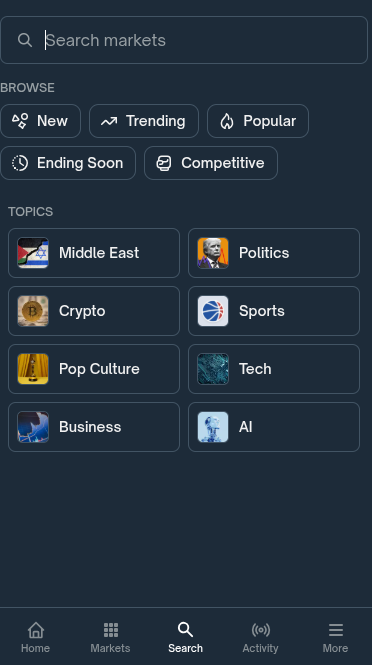 Search markets
BROWSE
New Trending Popular
Ending Soon Competitive
TOPICS
Middle East Politics
Crypto Sports
Pop Culture Tech
Business AI
Home Markets Search Activity More